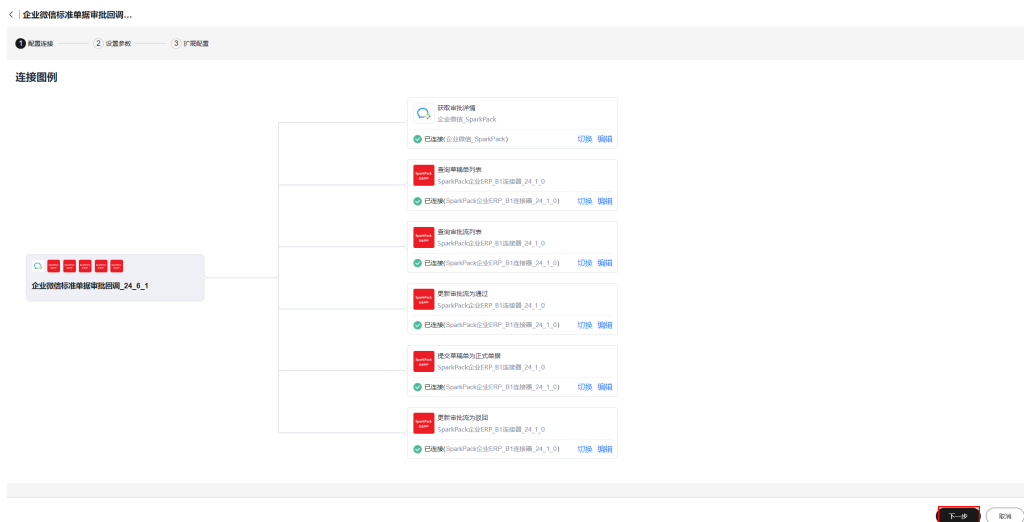 企业微信标准单据审批回调...
1 配置连接 2 设置参数 3 扩展配置
连接图例
获取审批详情
企业微信_SparkPack
已连接(企业微信_SparkPack) 切换 编辑
查询草稿单列表
SparkPack企业ERP_B1连接器_24_1_0
已连接(SparkPack企业ERP_B1连接器_24_1_0) 切换 编辑
查询审批流列表
SparkPack企业ERP_B1连接器_24_1_0
已连接(SparkPack企业ERP_B1连接器_24_1_0) 切换 编辑
企业微信标准单据审批回调_24_6_1
更新审批流为通过
SparkPack企业ERP_B1连接器_24_1_0
已连接(SparkPack企业ERP_B1连接器_24_1_0) 切换 编辑
提交草稿单为正式单据
SparkPack企业ERP_B1连接器_24_1_0
已连接(SparkPack企业ERP_B1连接器_24_1_0) 切换 编辑
更新审批流为驳回
SparkPack企业ERP_B1连接器_24_1_0
已连接(SparkPack企业ERP_B1连接器_24_1_0) 切换 编辑
下一步 取消